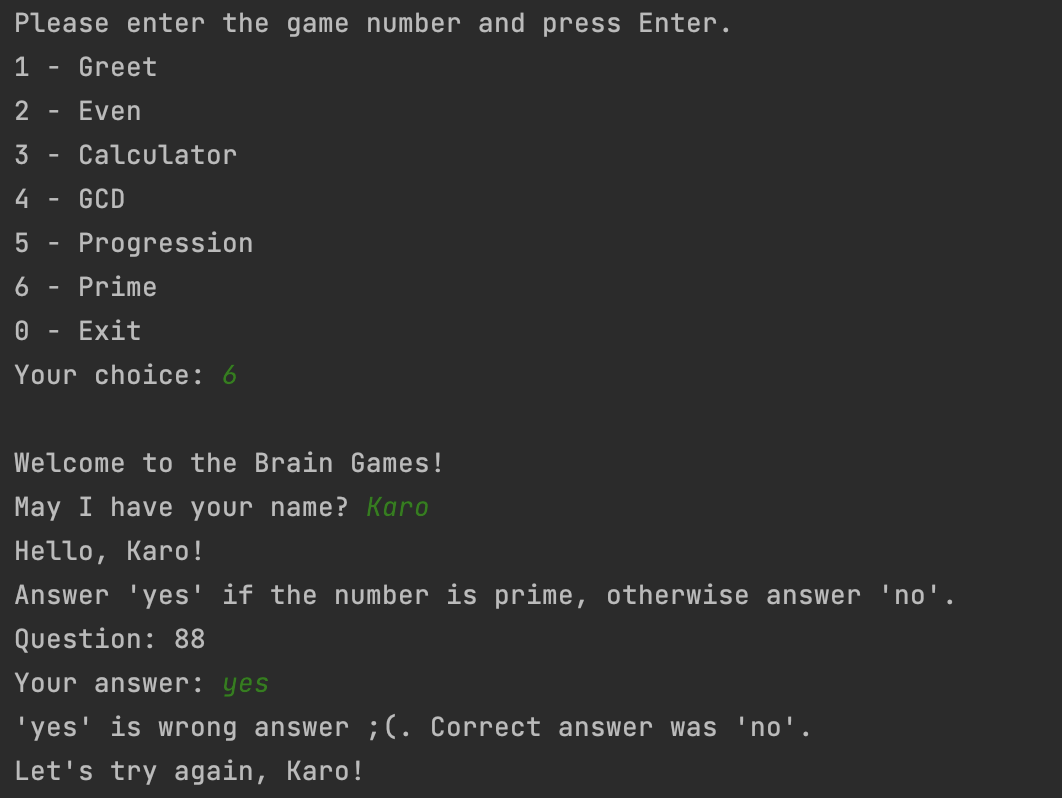 Please enter the game number and press Enter.
1 - Greet
2 - Even
3 - Calculator
4 - GCD
5 - Progression
6 - Prime
0 - Exit
Your choice: 6
Welcome to the Brain Games!
May I have your name? Karo
Hello, Karo!
Answer 'yes' if the number is prime, otherwise answer 'no'.
Question: 88
Your answer: yes
'yes' is wrong answer ;(. Correct answer was 'no'.
Let's try again, Karo!